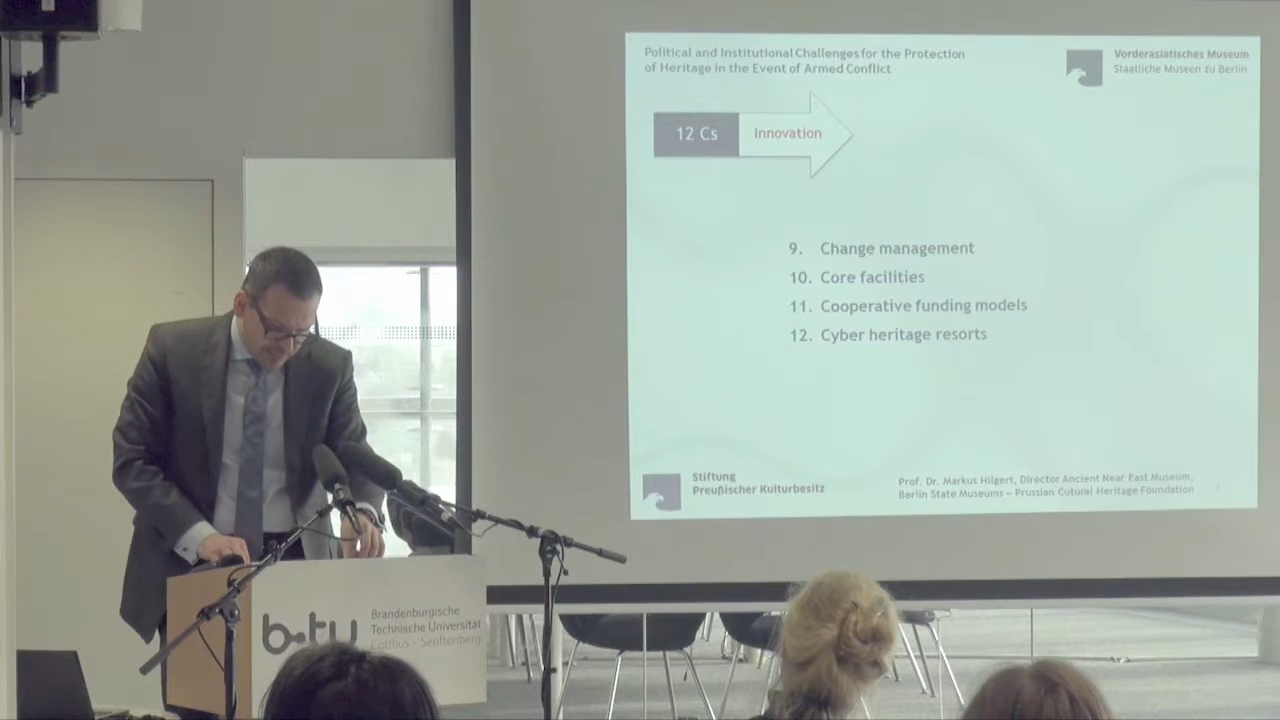 Political and Institutional Challenges for the Protection
of Heritage in the Event of Armed Conflict
Vorderasiatisches Museum
Staatliche Museen zu Berlin
12 Cs
Innovation
9. Change management
10. Core facilities
11. Cooperative funding models
12. Cyber heritage resorts
Stiftung
Preußischer Kulturbesitz
Prof. Dr. Markus Hilgert, Director Ancient Near East Museum,
Berlin State Museums – Prussian Cutural Heritage Foundation
b-tu
Brandenburgische
Technische Universität
Cottbus - Senftenberg